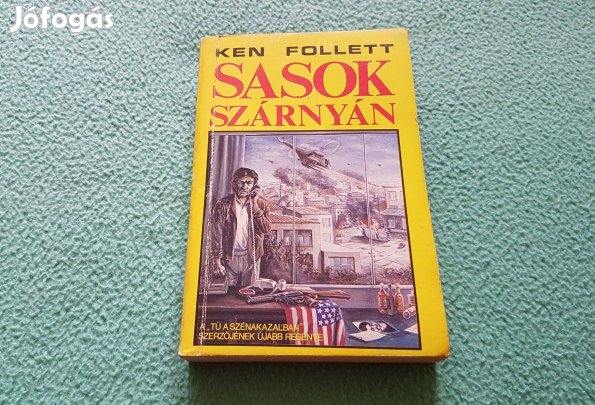 Jófogás
KEN FOLLETT
SASOK
SZÁRNYÁN
A „TŰ A SZÉNAKAZALBAN”
SZERZŐJÉNEK ÚJABB REGÉNYE